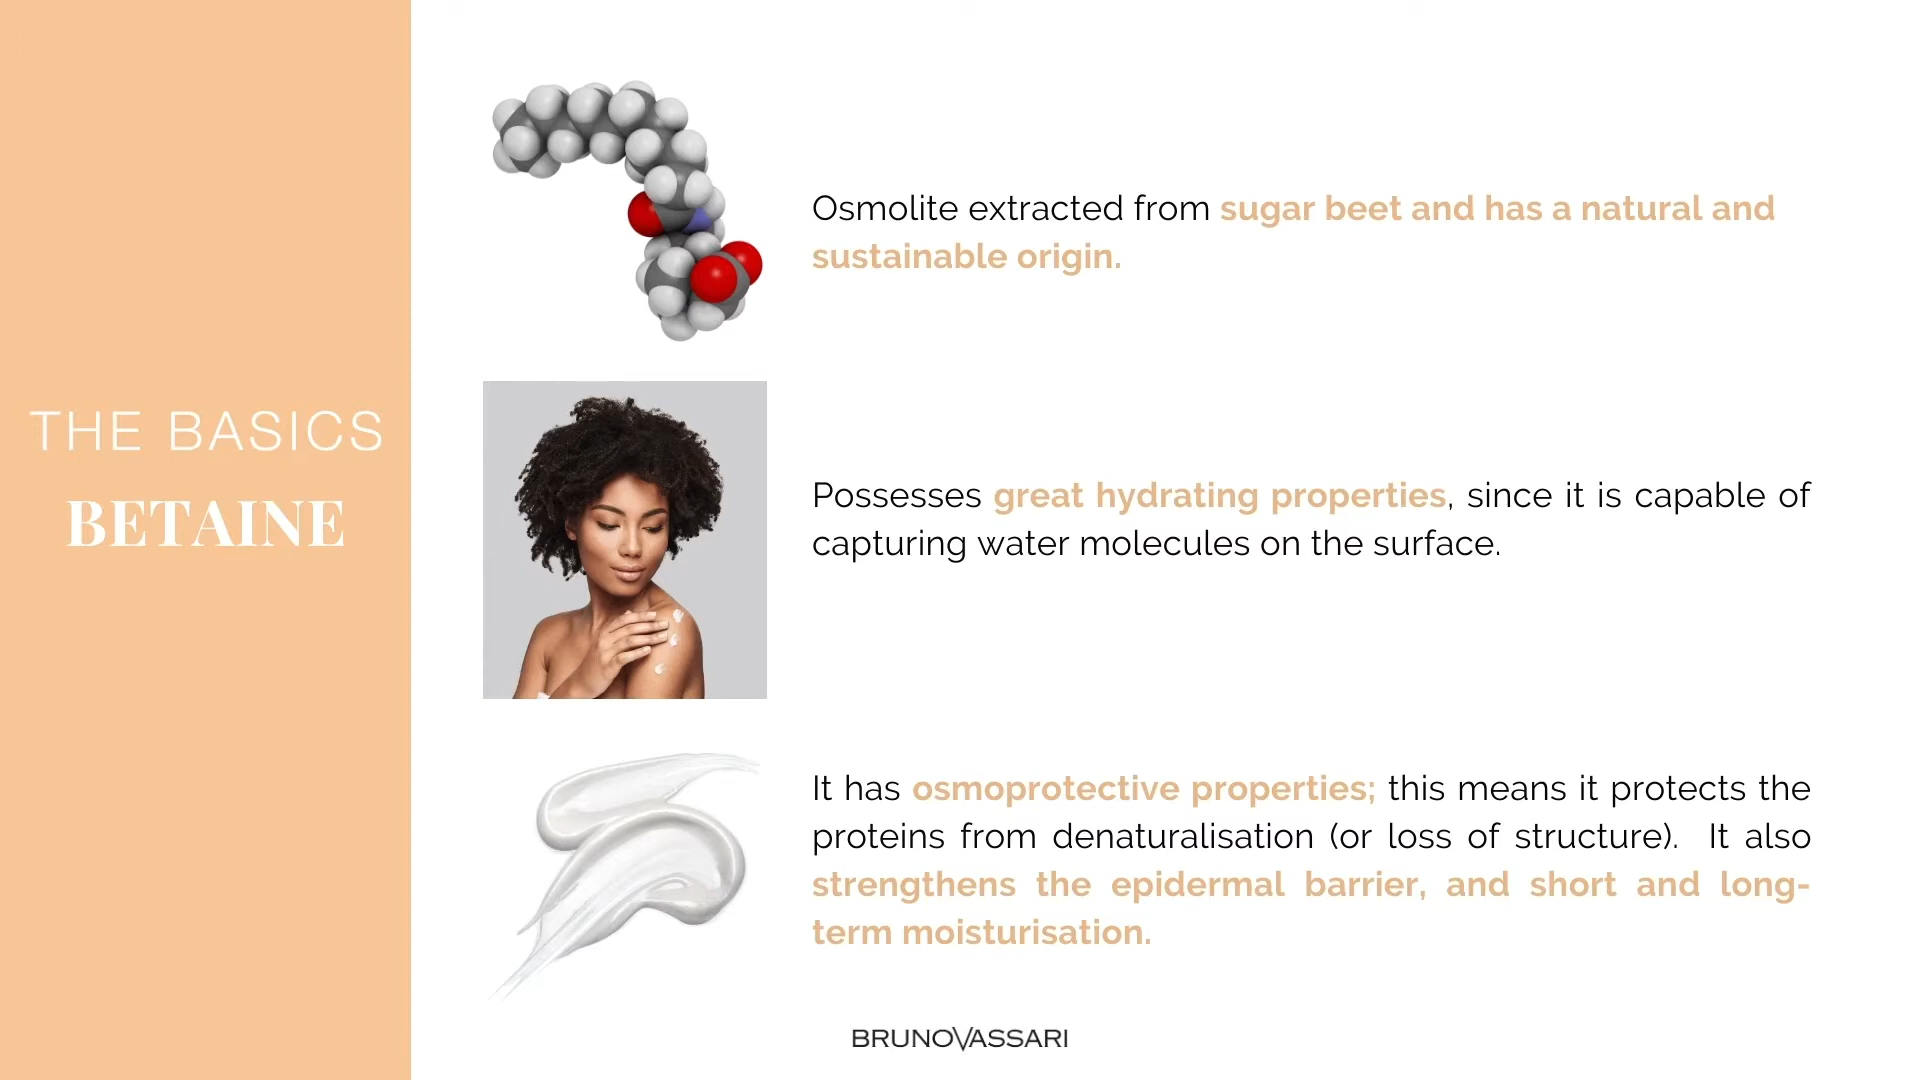 THE BASICS
BETAINE
Osmolite extracted from sugar beet and has a natural and
sustainable origin.
Possesses great hydrating properties, since it is capable of
capturing water molecules on the surface.
It has osmoprotective properties; this means it protects the
proteins from denaturalisation (or loss of structure). It also
strengthens the epidermal barrier, and short and long-
term moisturisation.
BRUNOVASSARI